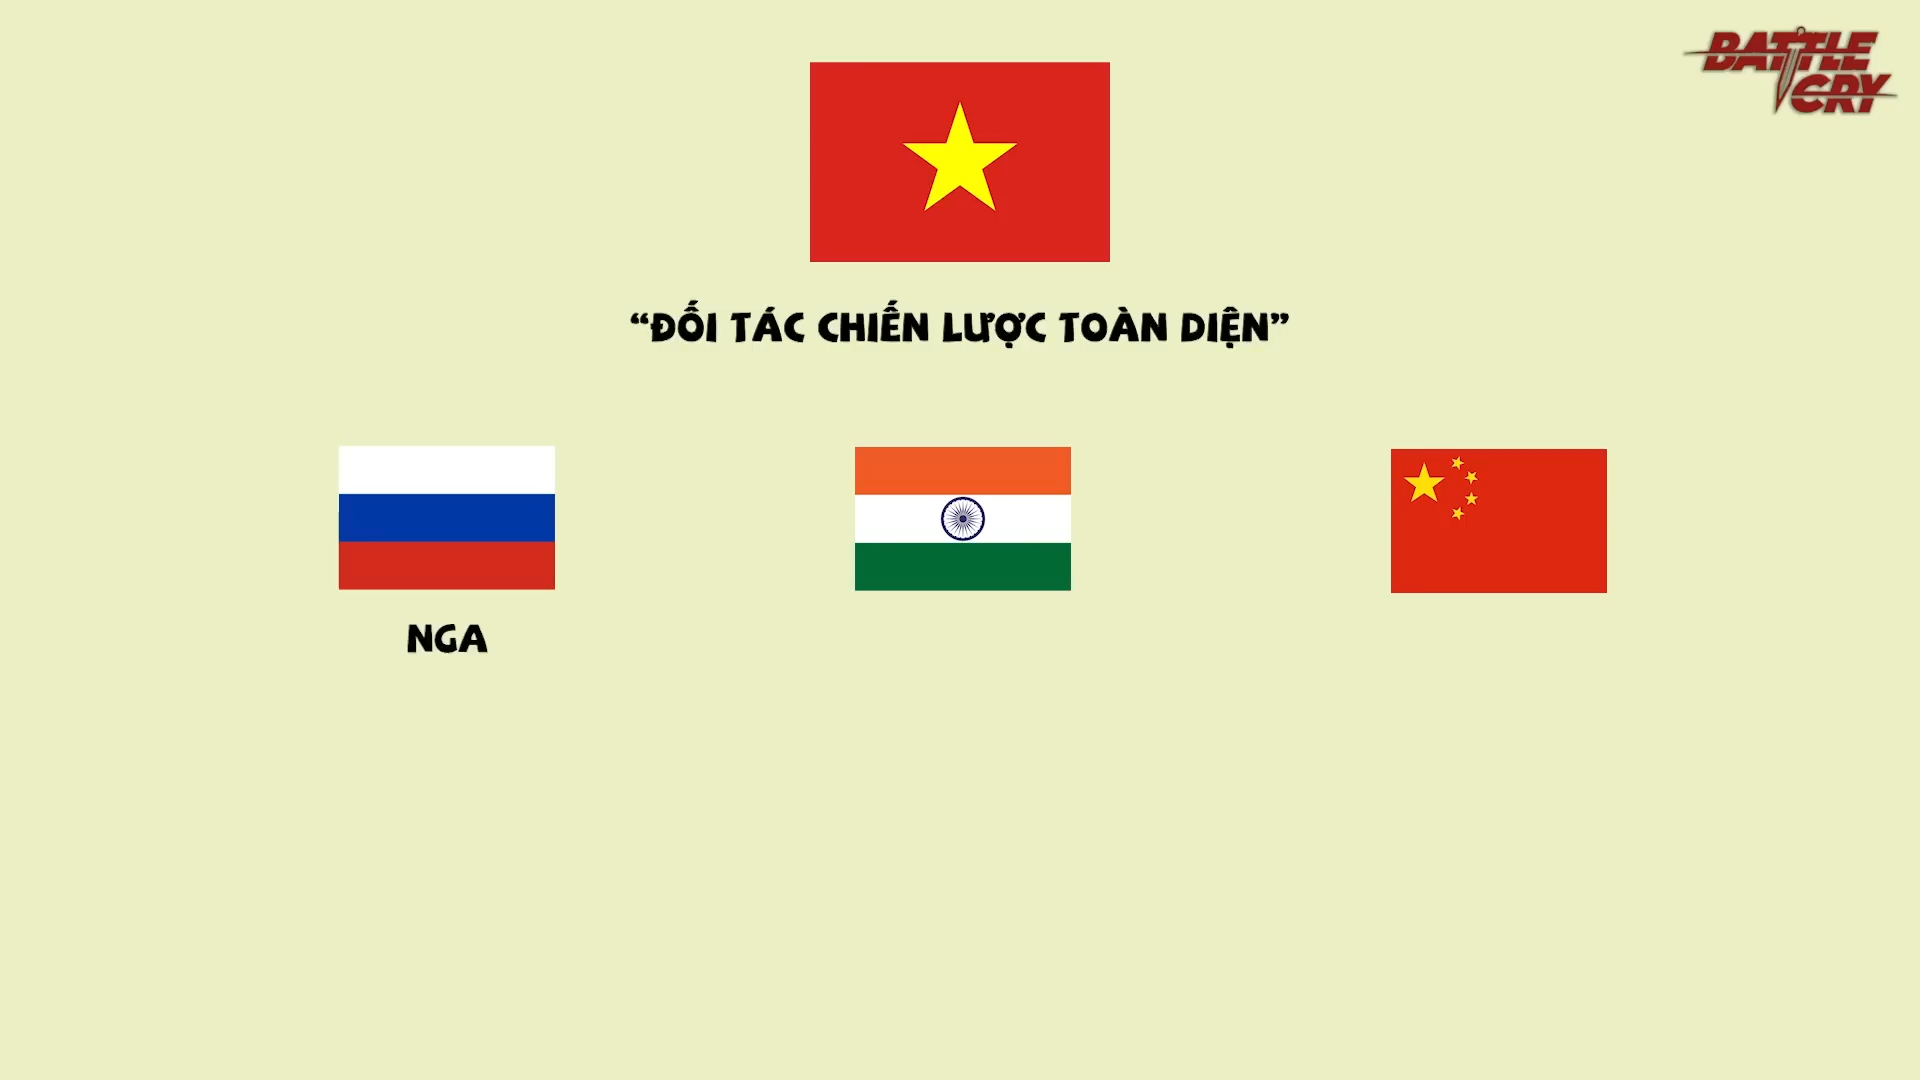 BATTLE
CRY
“ĐỐI TÁC CHIẾN LƯỢC TOÀN DIỆN”
NGA